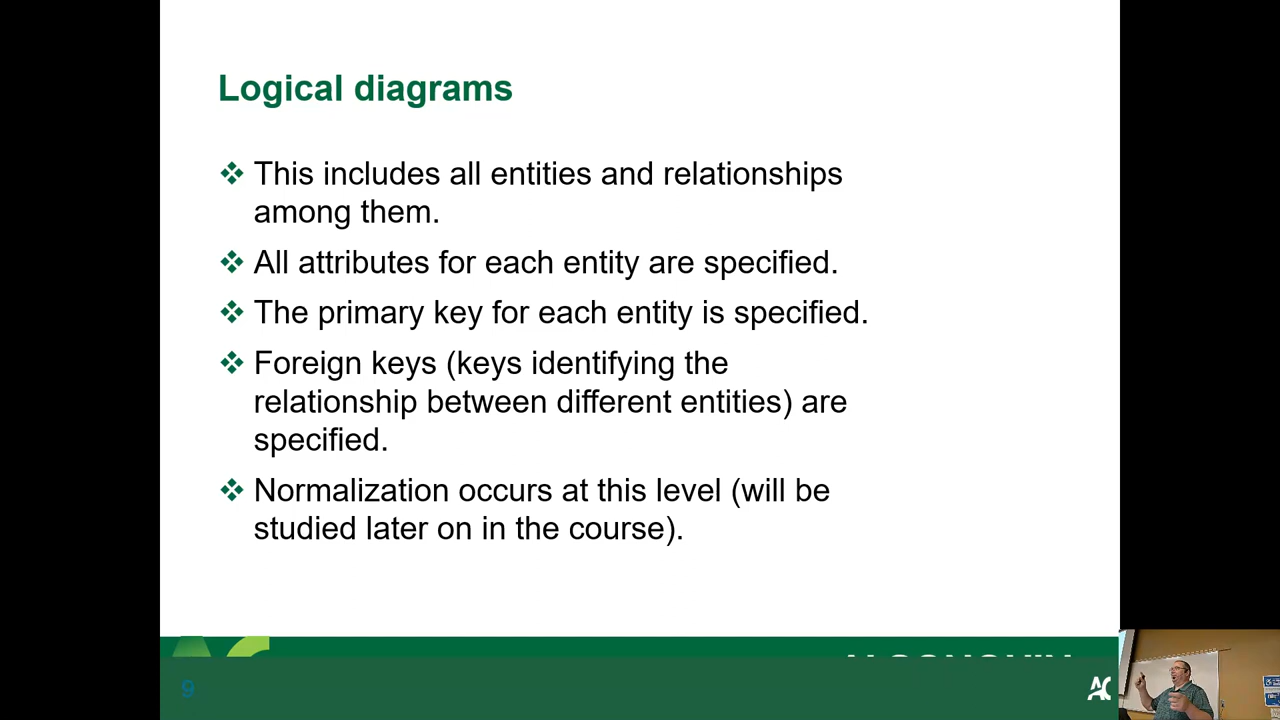 Logical diagrams
❖ This includes all entities and relationships
among them.
❖ All attributes for each entity are specified.
❖ The primary key for each entity is specified.
❖ Foreign keys (keys identifying the
relationship between different entities) are
specified.
❖ Normalization occurs at this level (will be
studied later on in the course).
9
AC